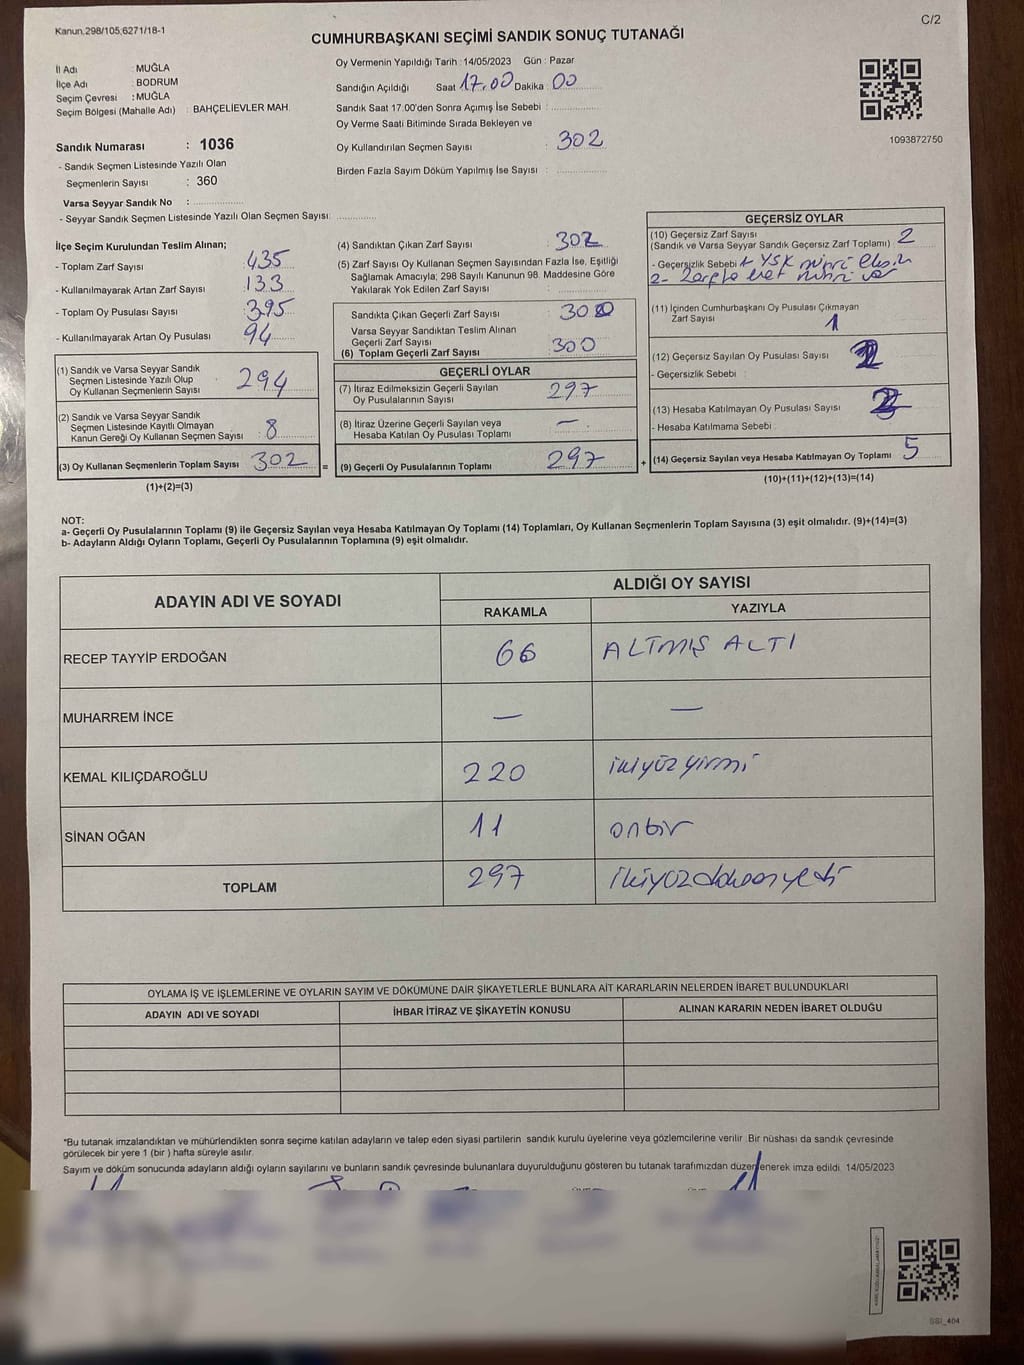 Kanun,298/105;6271/18-1
C/2
CUMHURBAŞKANI SEÇİMİ SANDIK SONUÇ TUTANAĞI
İl Adı : MUĞLA
İlçe Adı : BODRUM
Seçim Çevresi : MUĞLA
Seçim Bölgesi (Mahalle Adı) : BAHÇELİEVLER MAH.
Oy Vermenin Yapıldığı Tarih : 14/05/2023 Gün : Pazar
Sandığın Açıldığı Saat 17.00 Dakika : 00
Sandık Saat 17.00'den Sonra Açımış İse Sebebi :
Oy Verme Saati Bitiminde Sırada Bekleyen ve
Oy Kullandırılan Seçmen Sayısı : 302
Birden Fazla Sayım Döküm Yapılmış İse Sayısı :
1093872750
Sandık Numarası : 1036
- Sandık Seçmen Listesinde Yazılı Olan
Seçmenlerin Sayısı : 360
Varsa Seyyar Sandık No :
- Seyyar Sandık Seçmen Listesinde Yazılı Olan Seçmen Sayısı:
İlçe Seçim Kurulundan Teslim Alınan;
- Toplam Zarf Sayısı : 435
- Kullanılmayarak Artan Zarf Sayısı : 133
- Toplam Oy Pusulası Sayısı : 395
- Kullanılmayarak Artan Oy Pusulası : 94
(1) Sandık ve Varsa Seyyar Sandık
Seçmen Listesinde Yazılı Olup
Oy Kullanan Seçmenlerin Sayısı : 294
(2) Sandık ve Varsa Seyyar Sandık
Seçmen Listesinde Kayıtlı Olmayan
Kanun Gereği Oy Kullanan Seçmen Sayısı : 8
(3) Oy Kullanan Seçmenlerin Toplam Sayısı : 302 =
(1)+(2)=(3)
(4) Sandıktan Çıkan Zarf Sayısı : 302
(5) Zarf Sayısı Oy Kullanan Seçmen Sayısından Fazla İse, Eşitliği
Sağlamak Amacıyla; 298 Sayılı Kanunun 98. Maddesine Göre
Yakılarak Yok Edilen Zarf Sayısı :
Sandıkta Çıkan Geçerli Zarf Sayısı : 300
Varsa Seyyar Sandıktan Teslim Alınan
Geçerli Zarf Sayısı :
(6) Toplam Geçerli Zarf Sayısı : 300
GEÇERLİ OYLAR
(7) İtiraz Edilmeksizin Geçerli Sayılan
Oy Pusulalarının Sayısı : 297
(8) İtiraz Üzerine Geçerli Sayılan veya
Hesaba Katılan Oy Pusulası Toplamı : —
(9) Geçerli Oy Pusulalarının Toplamı : 297 +
GEÇERSİZ OYLAR
(10) Geçersiz Zarf Sayısı : 2
(Sandık ve Varsa Seyyar Sandık Geçersiz Zarf Toplamı)
- Geçersizlik Sebebi 1 YSK
2-
(11) İçinden Cumhurbaşkanı Oy Pusulası Çıkmayan
Zarf Sayısı : 1
(12) Geçersiz Sayılan Oy Pusulası Sayısı :
- Geçersizlik Sebebi :
(13) Hesaba Katılmayan Oy Pusulası Sayısı :
- Hesaba Katılmama Sebebi :
(14) Geçersiz Sayılan veya Hesaba Katılmayan Oy Toplamı : 5
(10)+(11)+(12)+(13)=(14)
NOT:
a- Geçerli Oy Pusulalarının Toplamı (9) ile Geçersiz Sayılan veya Hesaba Katılmayan Oy Toplamı (14) Toplamları, Oy Kullanan Seçmenlerin Toplam Sayısına (3) eşit olmalıdır. (9)+(14)=(3)
b- Adayların Aldığı Oyların Toplamı, Geçerli Oy Pusulalarının Toplamına (9) eşit olmalıdır.
ADAYIN ADI VE SOYADI
ALDIĞI OY SAYISI
RAKAMLA YAZIYLA
RECEP TAYYİP ERDOĞAN 66 ALTMIŞ ALTI
MUHARREM İNCE — —
KEMAL KILIÇDAROĞLU 220 ikiyüz yirmi
SİNAN OĞAN 11 onbir
TOPLAM 297 ikiyüzdoksanyedi
OYLAMA İŞ VE İŞLEMLERİNE VE OYLARIN SAYIM VE DÖKÜMÜNE DAİR ŞİKAYETLERLE BUNLARA AİT KARARLARIN NELERDEN İBARET BULUNDUKLARI
ADAYIN ADI VE SOYADI İHBAR İTİRAZ VE ŞİKAYETİN KONUSU ALINAN KARARIN NEDEN İBARET OLDUĞU
*Bu tutanak imzalandıktan ve mühürlendikten sonra seçime katılan adayların ve talep eden siyasi partilerin sandık kurulu üyelerine veya gözlemcilerine verilir. Bir nüshası da sandık çevresinde
görülecek bir yere 1 (bir ) hafta süreyle asılır.
Sayım ve döküm sonucunda adayların aldığı oyların sayılarını ve bunların sandık çevresinde bulunanlara duyurulduğunu gösteren bu tutanak tarafımızdan düzenlenerek imza edildi. 14/05/2023
SSI_404